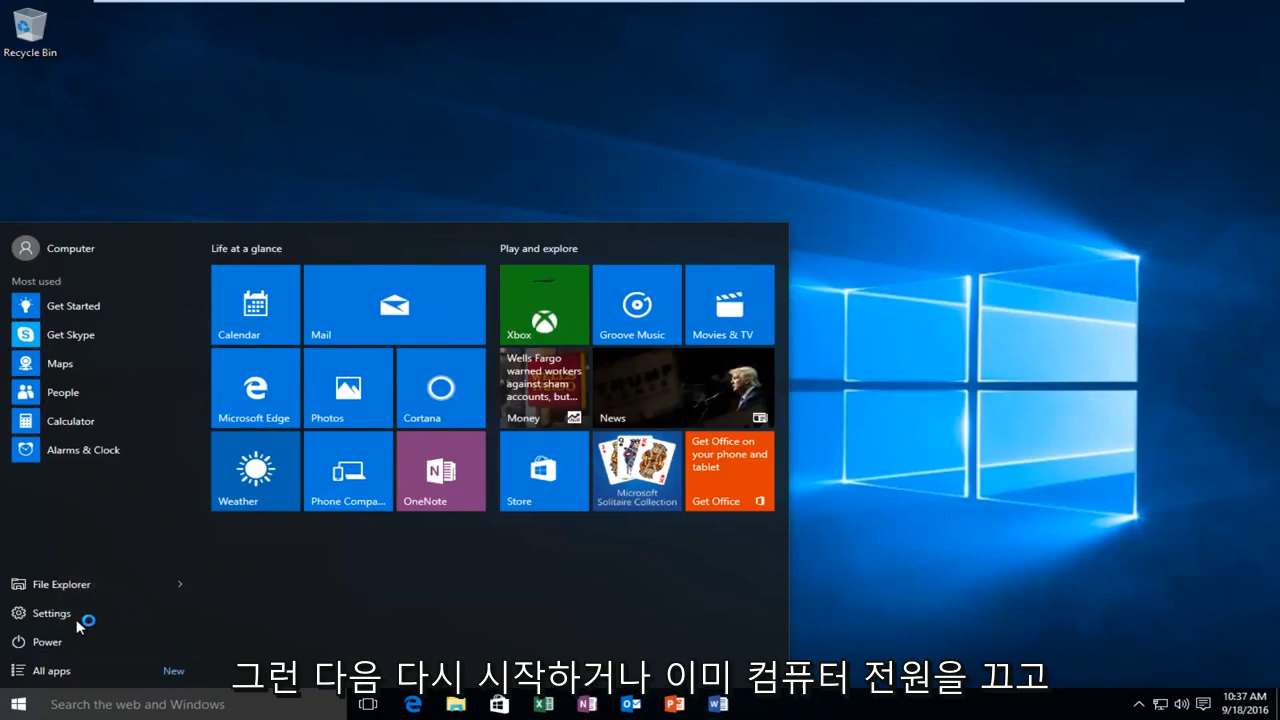 Recycle Bin
Computer
Most used
Get Started
Get Skype
Maps
People
Calculator
Alarms & Clock
File Explorer
Settings
Power
All apps
New
Life at a glance
Calendar
Mail
Microsoft Edge
Photos
Cortana
Weather
Phone Compa...
OneNote
Play and explore
Xbox
Groove Music
Movies & TV
Wells Fargo
warned workers
against sham
accounts, but...
Money
News
Store
Microsoft
Solitaire Collection
Get Office on
your phone and
tablet
Get Office
그런 다음 다시 시작하거나 이미 컴퓨터 전원을 끄고
Search the web and Windows
10:37 AM
9/18/2016